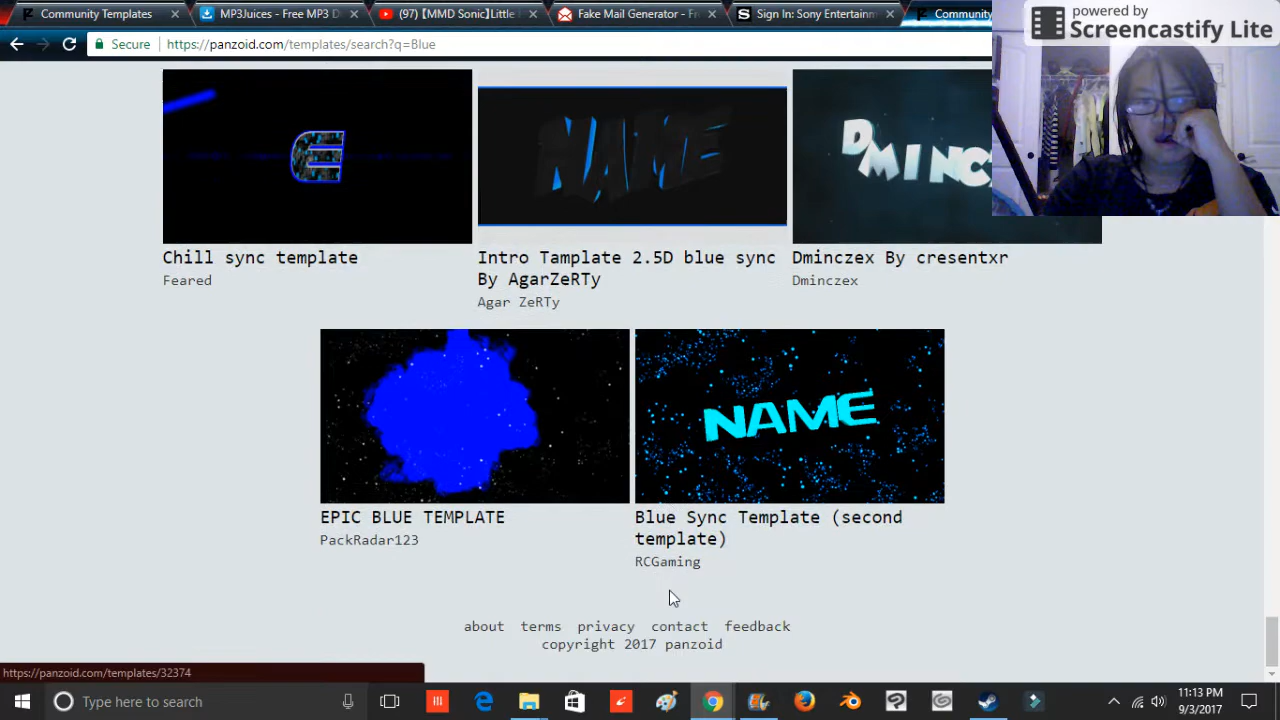 Community Templates
MP3Juices - Free MP3 D
(97) 【MMD Sonic】Little
Fake Mail Generator - Fr
Sign In: Sony Entertainm
Community
powered by
Screencastify Lite
Secure
https://panzoid.com/templates/search?q=Blue
E
NAME
DMINCZ
Chill sync template
Feared
Intro Tamplate 2.5D blue sync
By AgarZeRTy
Agar ZeRTy
Dminczex By cresentxr
Dminczex
NAME
EPIC BLUE TEMPLATE
PackRadar123
Blue Sync Template (second
template)
RCGaming
about terms privacy contact feedback
copyright 2017 panzoid
https://panzoid.com/templates/32374
Type here to search
11:13 PM
9/3/2017